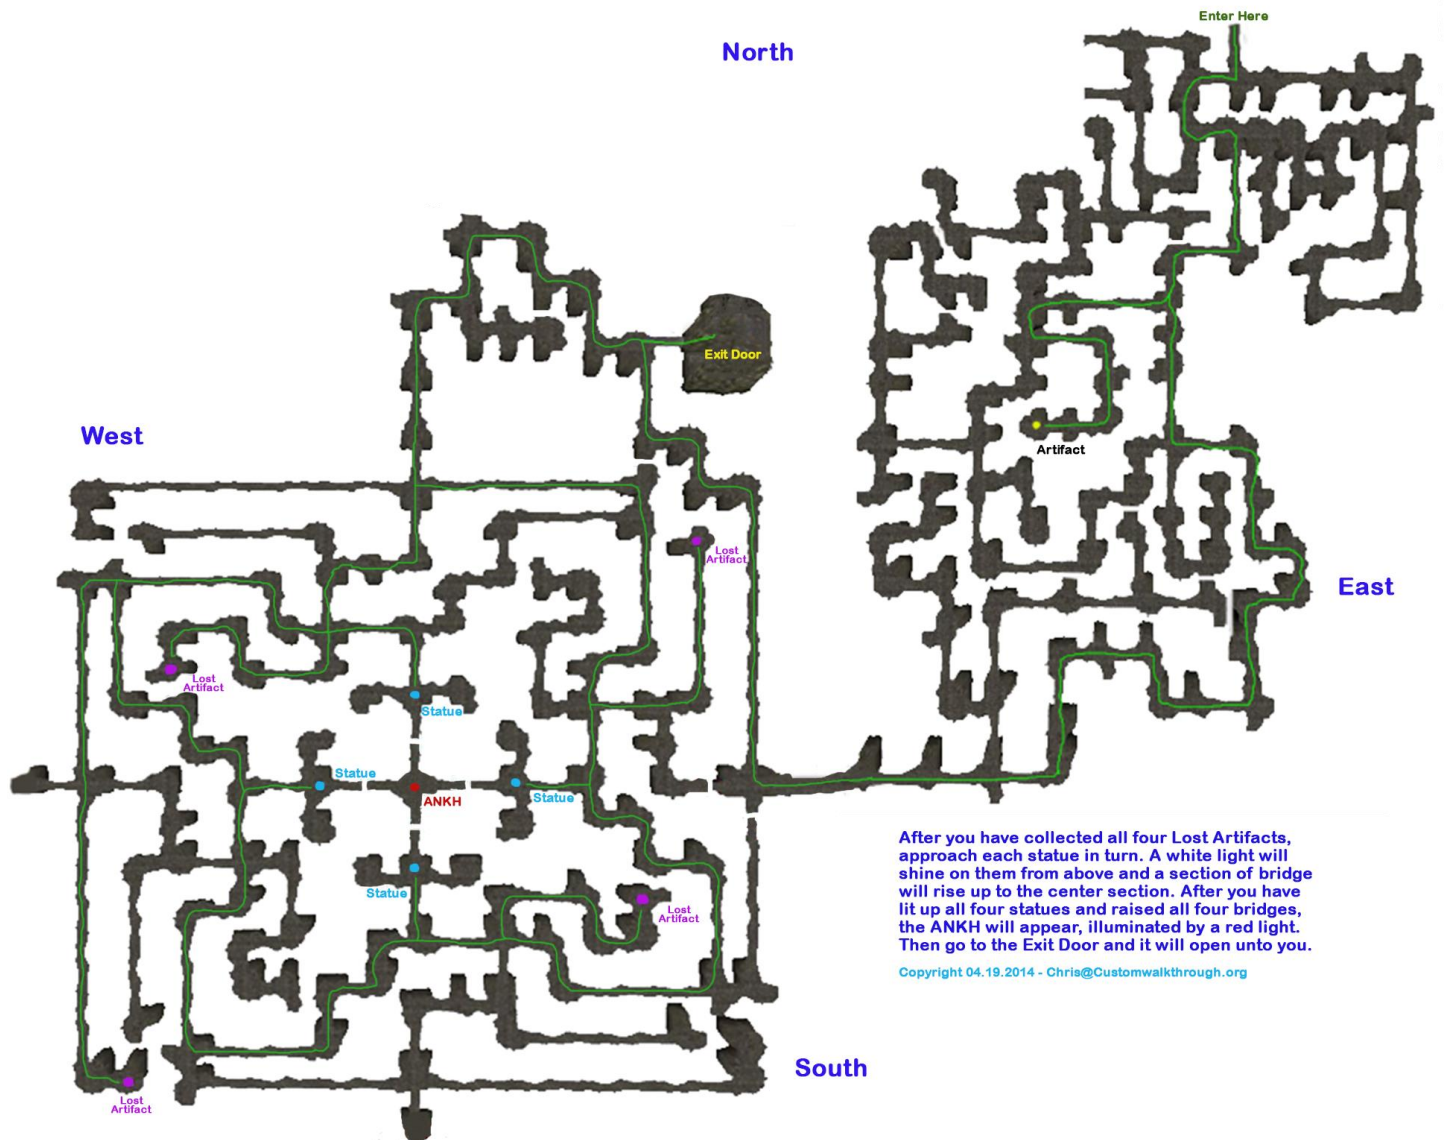 Enter Here
North
Exit Door
West
Artifact
Lost
Artifact
East
Lost
Artifact
Statue
Statue
Statue
ANKH
Statue
Lost
Artifact
After you have collected all four Lost Artifacts,
approach each statue in turn. A white light will
shine on them from above and a section of bridge
will rise up to the center section. After you have
lit up all four statues and raised all four bridges,
the ANKH will appear, illuminated by a red light.
Then go to the Exit Door and it will open unto you.
Copyright 04.19.2014 - Chris@Customwalkthrough.org
South
Lost
Artifact